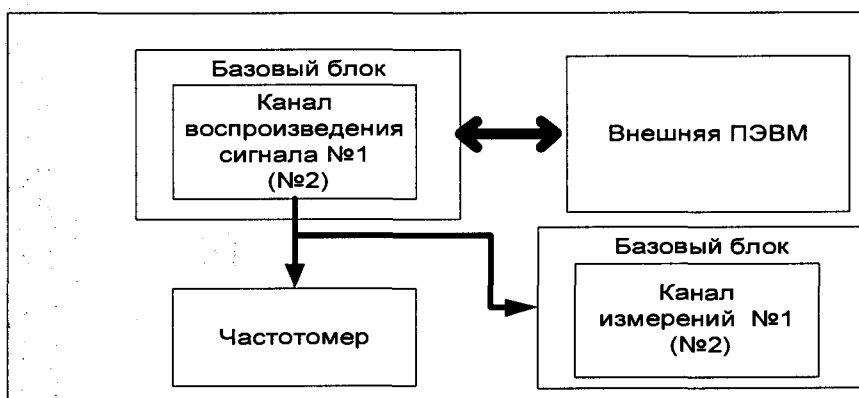 Базовый блок
Канал
воспроизведения
сигнала №1
(№2)
Внешняя ПЭВМ
Частотомер
Базовый блок
Канал
измерений №1
(№2)